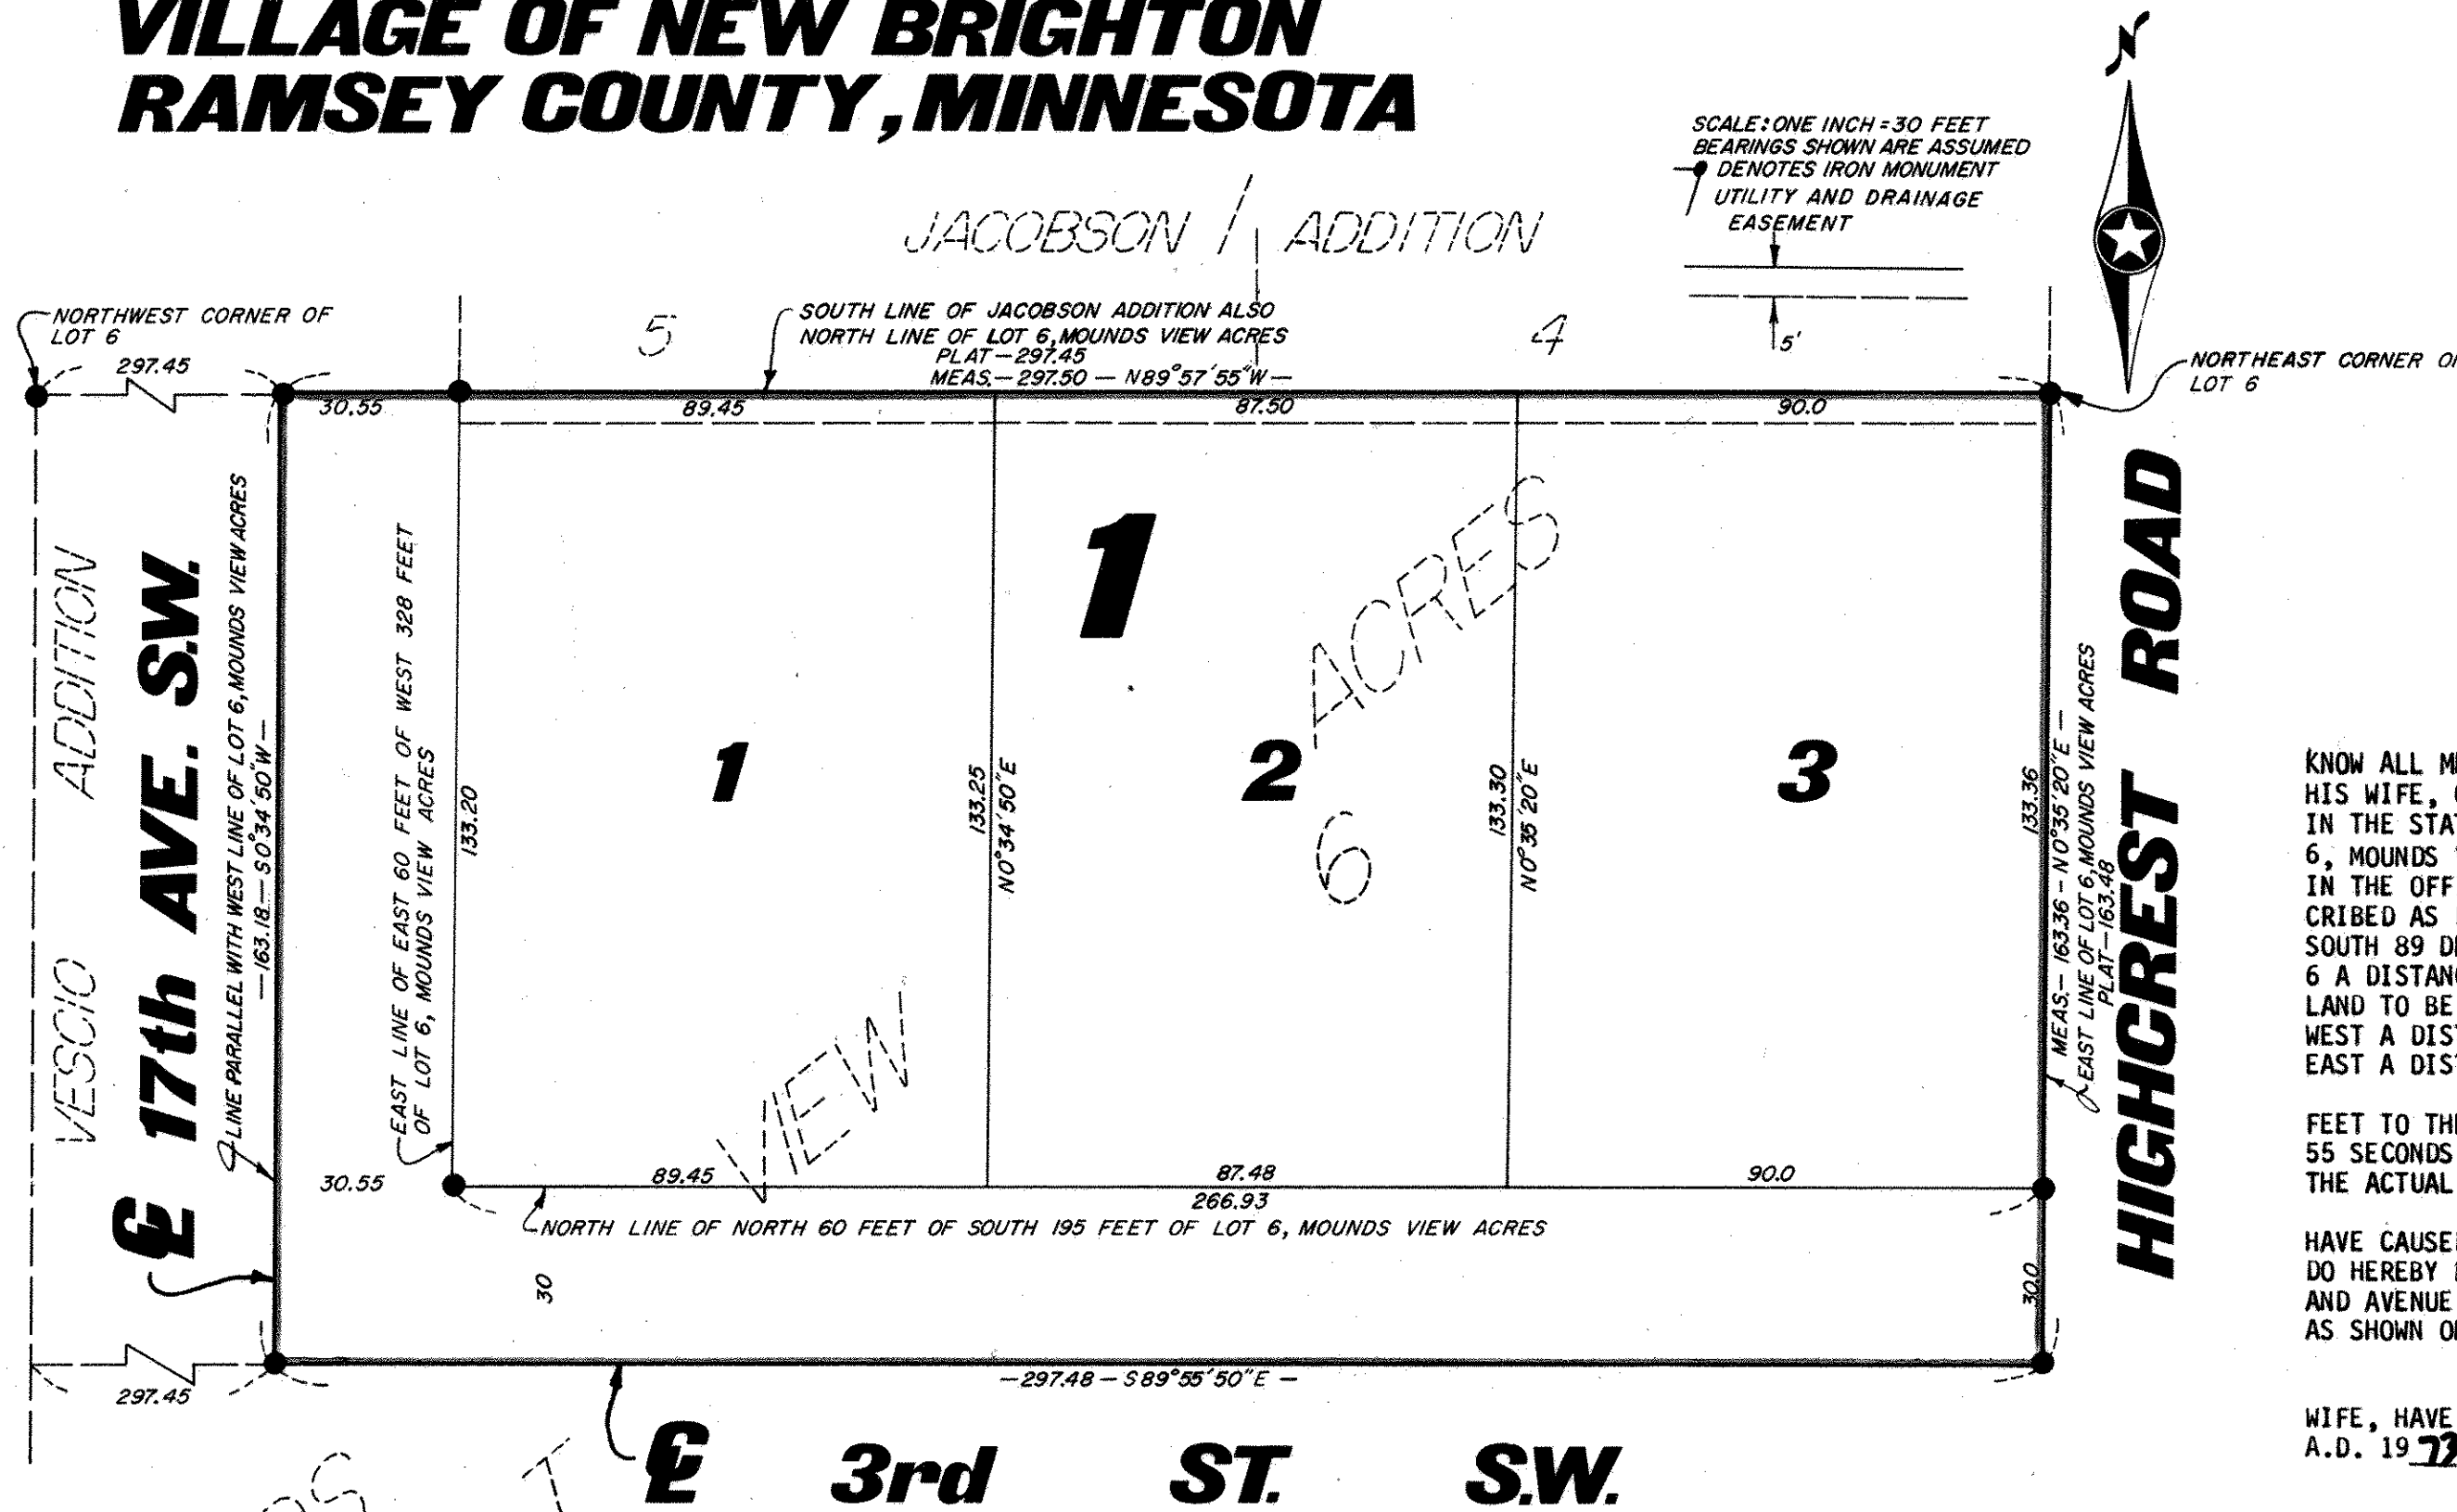 VILLAGE OF NEW BRIGHTON
RAMSEY COUNTY, MINNESOTA
N
SCALE: ONE INCH = 30 FEET
BEARINGS SHOWN ARE ASSUMED
DENOTES IRON MONUMENT
UTILITY AND DRAINAGE
EASEMENT
5'
JACOBSON ADDITION
NORTHWEST CORNER OF
LOT 6
297.45
5
SOUTH LINE OF JACOBSON ADDITION ALSO
NORTH LINE OF LOT 6, MOUNDS VIEW ACRES
PLAT-297.45
MEAS.-297.50-N89°57'55"W-
4
NORTHEAST CORNER
LOT 6
30.55
89.45
87.50
90.0
VESCIO ADDITION
17th AVE. S.W.
LINE PARALLEL WITH WEST LINE OF LOT 6, MOUNDS VIEW ACRES
-163.18-S0°34'50"W-
EAST LINE OF EAST 60 FEET OF WEST 328 FEET
OF LOT 6, MOUNDS VIEW ACRES
133.20
1
1
133.25
N0°34'50"E
2
6
VIEW ACRES
133.30
N0°35'20"E
3
133.36
MEAS.-163.36-N0°35'20"E-
EAST LINE OF LOT 6, MOUNDS VIEW ACRES
PLAT-163.48
HIGHCREST ROAD
30.55
89.45
87.48
90.0
266.93
NORTH LINE OF NORTH 60 FEET OF SOUTH 195 FEET OF LOT 6, MOUNDS VIEW ACRES
30
30.0
297.45
-297.48-S89°55'50"E-
℄ 3rd ST. S.W.
℄
KNOW ALL
HIS WIFE,
IN THE
6, MOUNDS
IN THE
CRIBED AS
SOUTH 89
6 A
LAND TO BE
WEST A
EAST A
FEET TO
55 SECONDS
THE ACTUAL
HAVE
DO HEREBY
AND AVENUE
AS SHOWN
WIFE, HAVE
A.D. 19 72